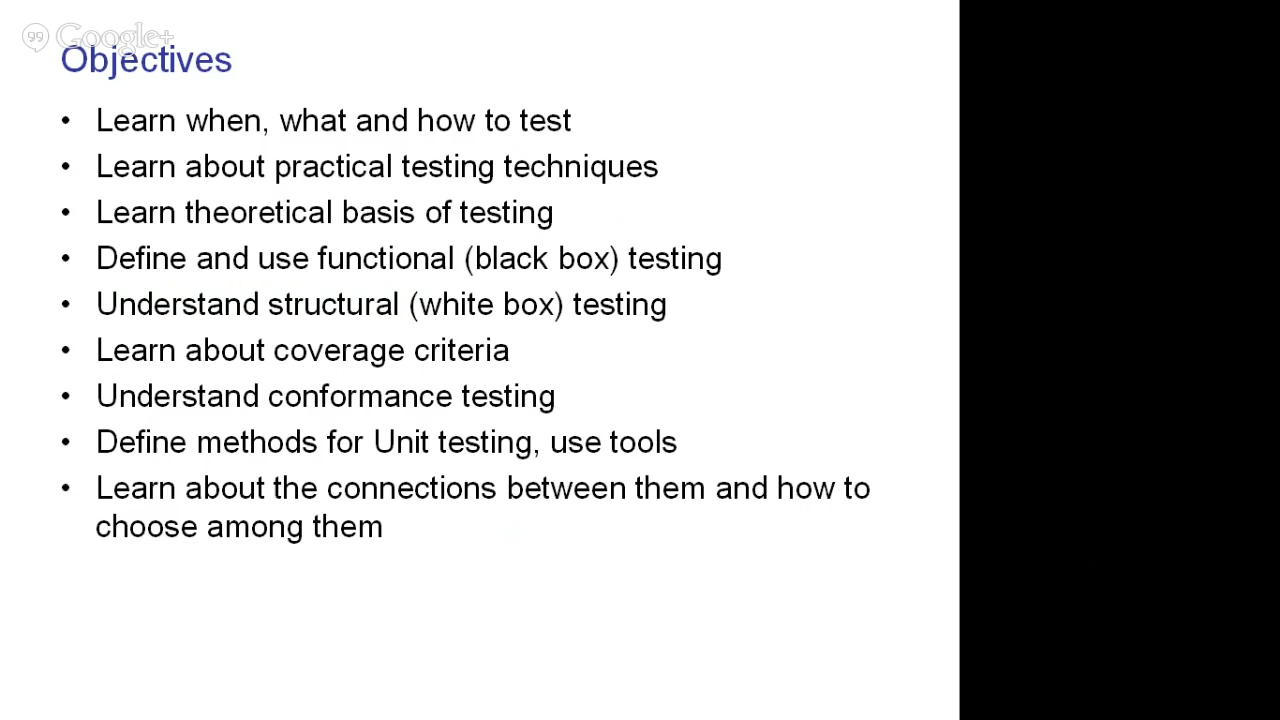 Google+
Objectives
• Learn when, what and how to test
• Learn about practical testing techniques
• Learn theoretical basis of testing
• Define and use functional (black box) testing
• Understand structural (white box) testing
• Learn about coverage criteria
• Understand conformance testing
• Define methods for Unit testing, use tools
• Learn about the connections between them and how to
choose among them